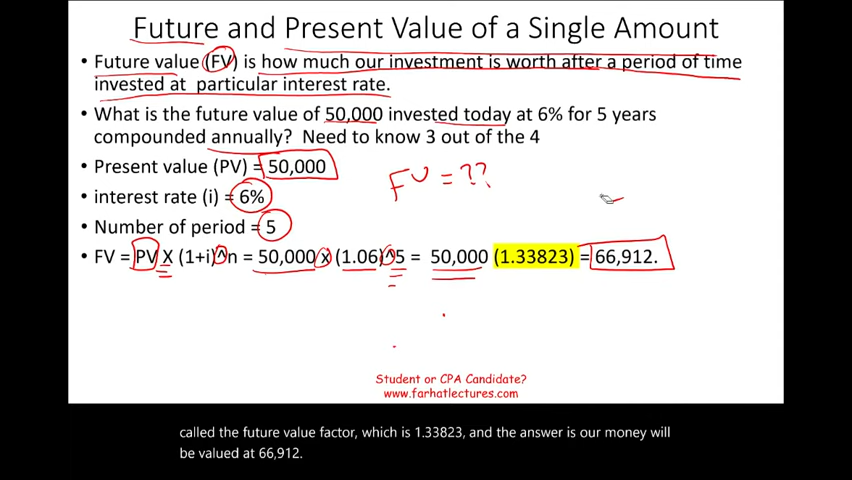 Future and Present Value of a Single Amount
• Future value (FV) is how much our investment is worth after a period of time
invested at particular interest rate.
• What is the future value of 50,000 invested today at 6% for 5 years
compounded annually? Need to know 3 out of the 4
• Present value (PV) = 50,000
FV = ??
• interest rate (i) = 6%
• Number of period = 5
• FV = PV X (1+i)^n = 50,000 x (1.06)^5 = 50,000 (1.33823) = 66,912.
Student or CPA Candidate?
www.farhatlectures.com
called the future value factor, which is 1.33823, and the answer is our money will
be valued at 66,912.